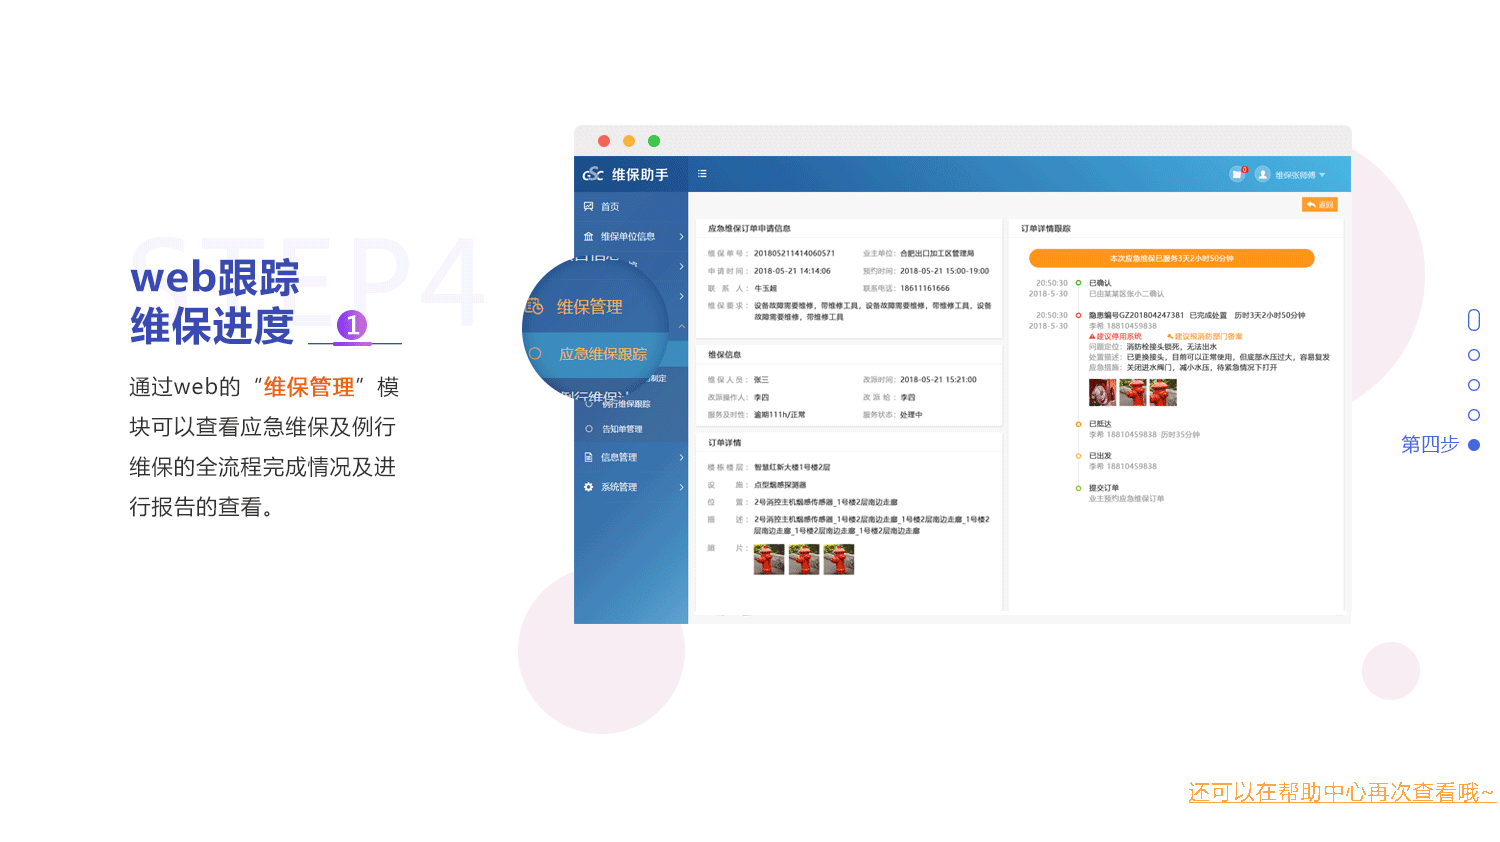 STEP4
web跟踪
维保进度 1
通过web的“维保管理”模
块可以查看应急维保及例行
维保的全流程完成情况及进
行报告的查看。
GSC 维保助手
维保张师傅
首页
维保单位信息
维保管理
应急维保跟踪
例行维保跟踪
告知单管理
信息管理
系统管理
返回
应急维保订单申请信息
维保单号： 201805211414060571 业主单位： 合肥出口加工区管理局
申请时间： 2018-05-21 14:14:06 预约时间： 2018-05-21 15:00-19:00
联系人： 牛玉超 联系电话： 18611161666
维保要求： 设备故障需要维修，带维修工具，设备故障需要维修，带维修工具，设备
故障需要维修，带维修工具
维保信息
维保人员： 张三 改派时间： 2018-05-21 15:21:00
改派操作人： 李四 改派给： 李四
服务及时性： 逾期111h/正常 服务状态： 处理中
订单详情
楼栋楼层： 智慧红新大楼1号楼2层
设施： 点型烟感探测器
位置： 2号消控主机烟感传感器_1号楼2层南边走廊
描述： 2号消控主机烟感传感器_1号楼2层南边走廊_1号楼2层南边走廊_1号楼2
层南边走廊_1号楼2层南边走廊_1号楼2层南边走廊
照片：
订单详情跟踪
本次应急维保已服务3天2小时50分钟
20:50:30 已确认
2018-5-30 已由某某区张小二确认
20:50:30 隐患编号GZ201804247381 已完成处置 历时3天2小时50分钟
2018-5-30 李希 18810459838
建议停用系统 建议报消防部门备案
问题定位： 消防栓接头锁死，无法出水
处置描述： 已更换接头，目前可以正常使用，但底部水压过大，容易复发
应急措施： 关闭进水阀门，减小水压，待紧急情况下打开
已抵达
李希 18810459838 历时35分钟
已出发
李希 18810459838
提交订单
业主预约应急维保订单
第四步
还可以在帮助中心再次查看哦~